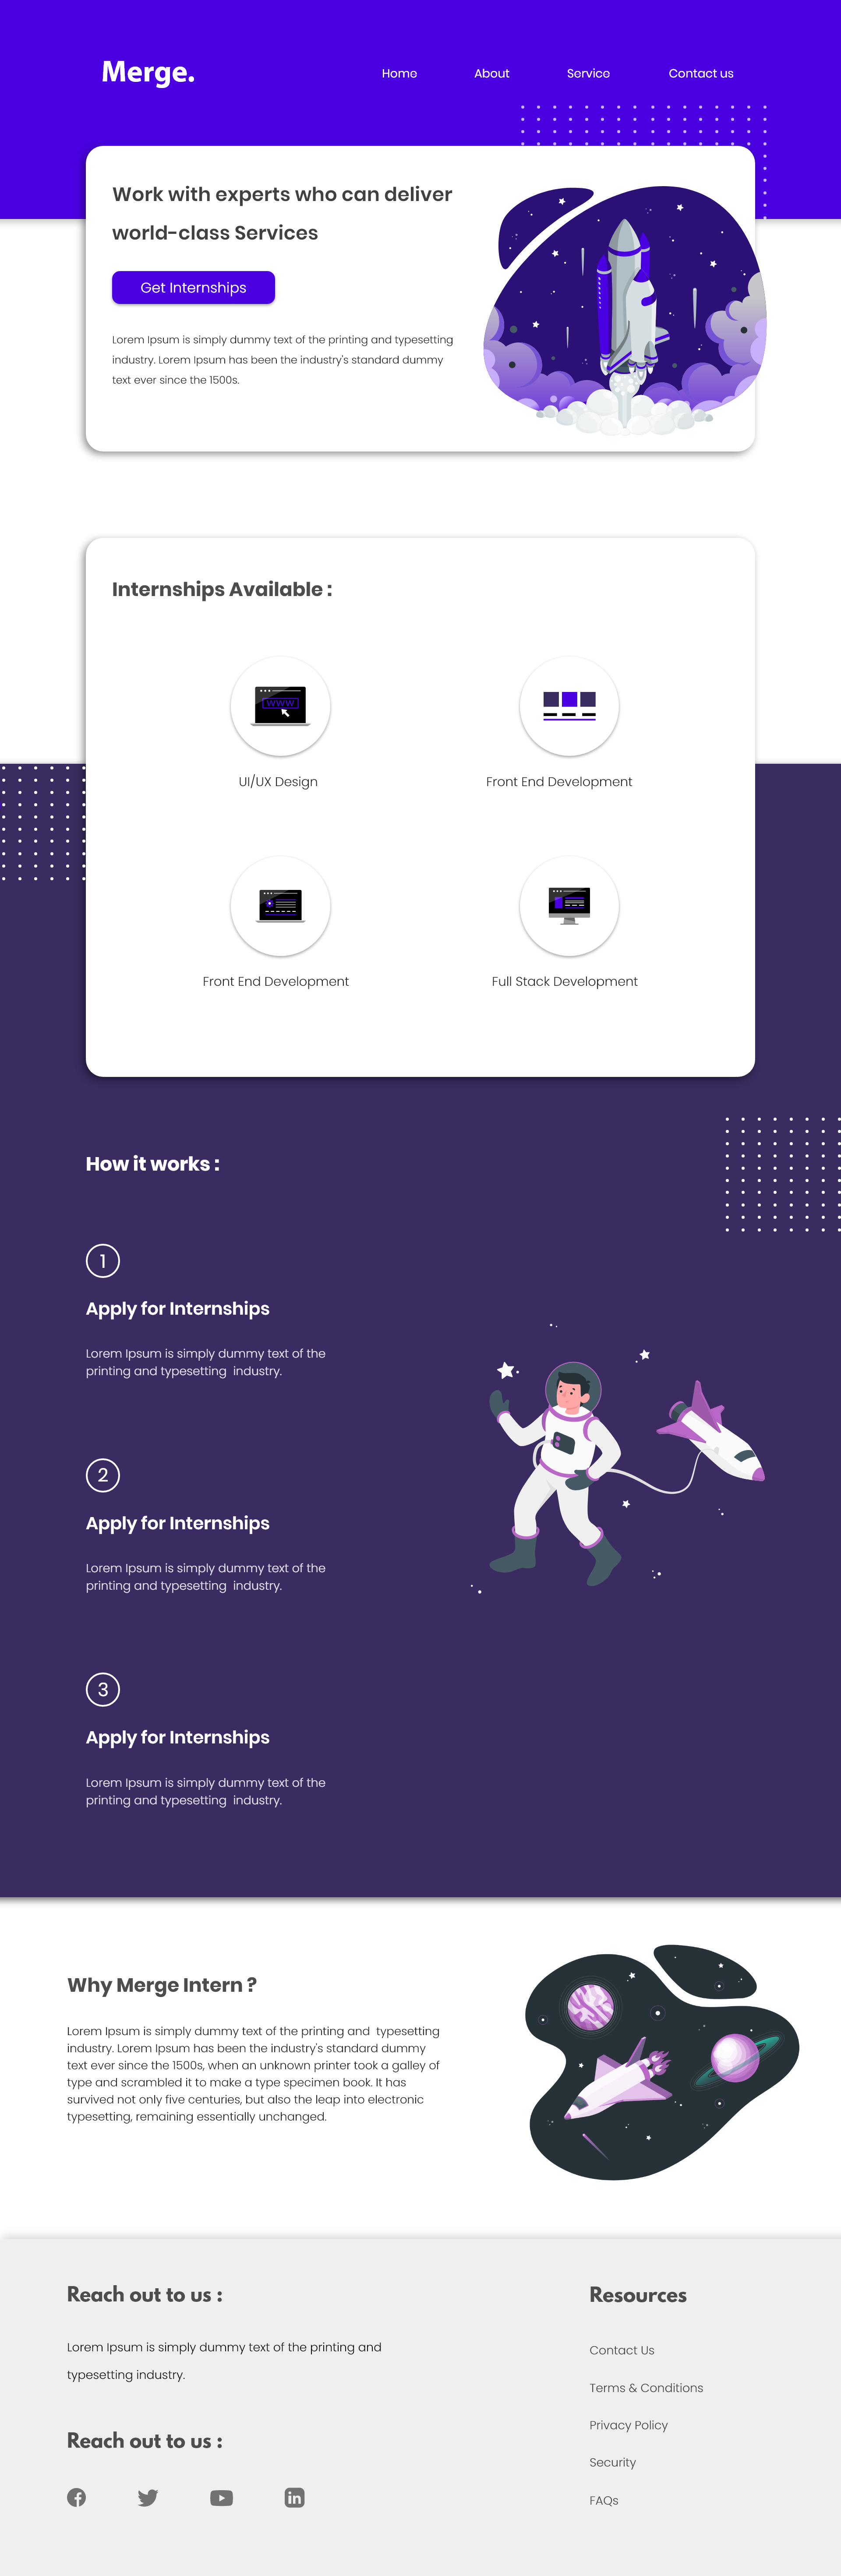 Merge.
Home
About
Service
Contact us
Work with experts who can deliver
world-class Services
Get Internships
Lorem Ipsum is simply dummy text of the printing and typesetting
industry. Lorem Ipsum has been the industry's standard dummy
text ever since the 1500s.
Internships Available :
WWW
UI/UX Design
Front End Development
Front End Development
Full Stack Development
How it works :
1
Apply for Internships
Lorem Ipsum is simply dummy text of the
printing and typesetting  industry.
2
Apply for Internships
Lorem Ipsum is simply dummy text of the
printing and typesetting  industry.
3
Apply for Internships
Lorem Ipsum is simply dummy text of the
printing and typesetting  industry.
Why Merge Intern ?
Lorem Ipsum is simply dummy text of the printing and  typesetting
industry. Lorem Ipsum has been the industry's standard dummy
text ever since the 1500s, when an unknown printer took a galley of
type and scrambled it to make a type specimen book. It has
survived not only five centuries, but also the leap into electronic
typesetting, remaining essentially unchanged.
Reach out to us :
Lorem Ipsum is simply dummy text of the printing and
typesetting industry.
Reach out to us :
Resources
Contact Us
Terms & Conditions
Privacy Policy
Security
FAQs